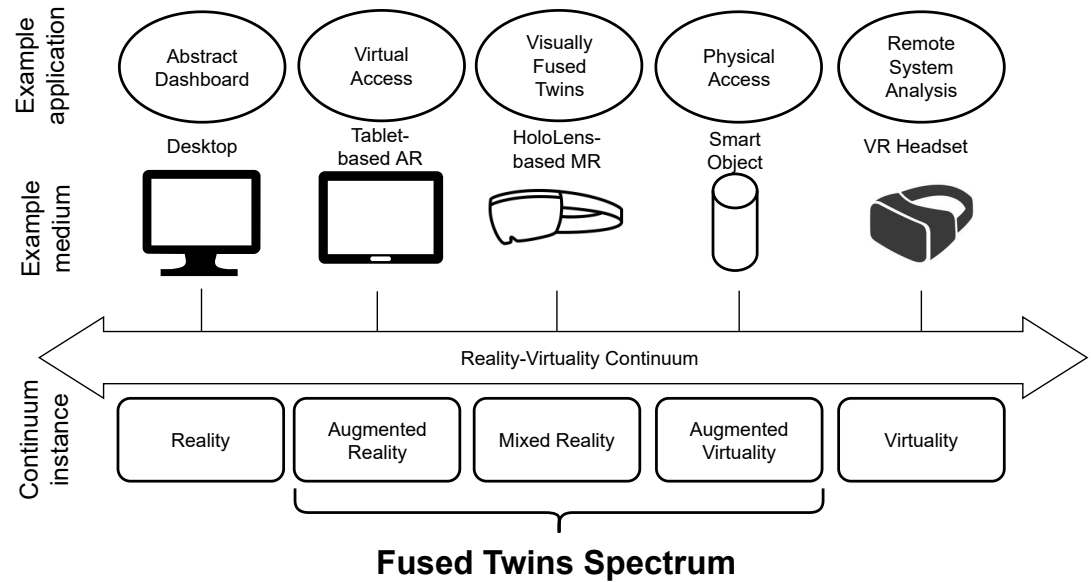 Example
application
Abstract
Dashboard
Virtual
Access
Visually
Fused
Twins
Physical
Access
Remote
System
Analysis
Example
medium
Desktop
Tablet-
based AR
HoloLens-
based MR
Smart
Object
VR Headset
Reality-Virtuality Continuum
Continuum
instance
Reality
Augmented
Reality
Mixed Reality
Augmented
Virtuality
Virtuality
Fused Twins Spectrum